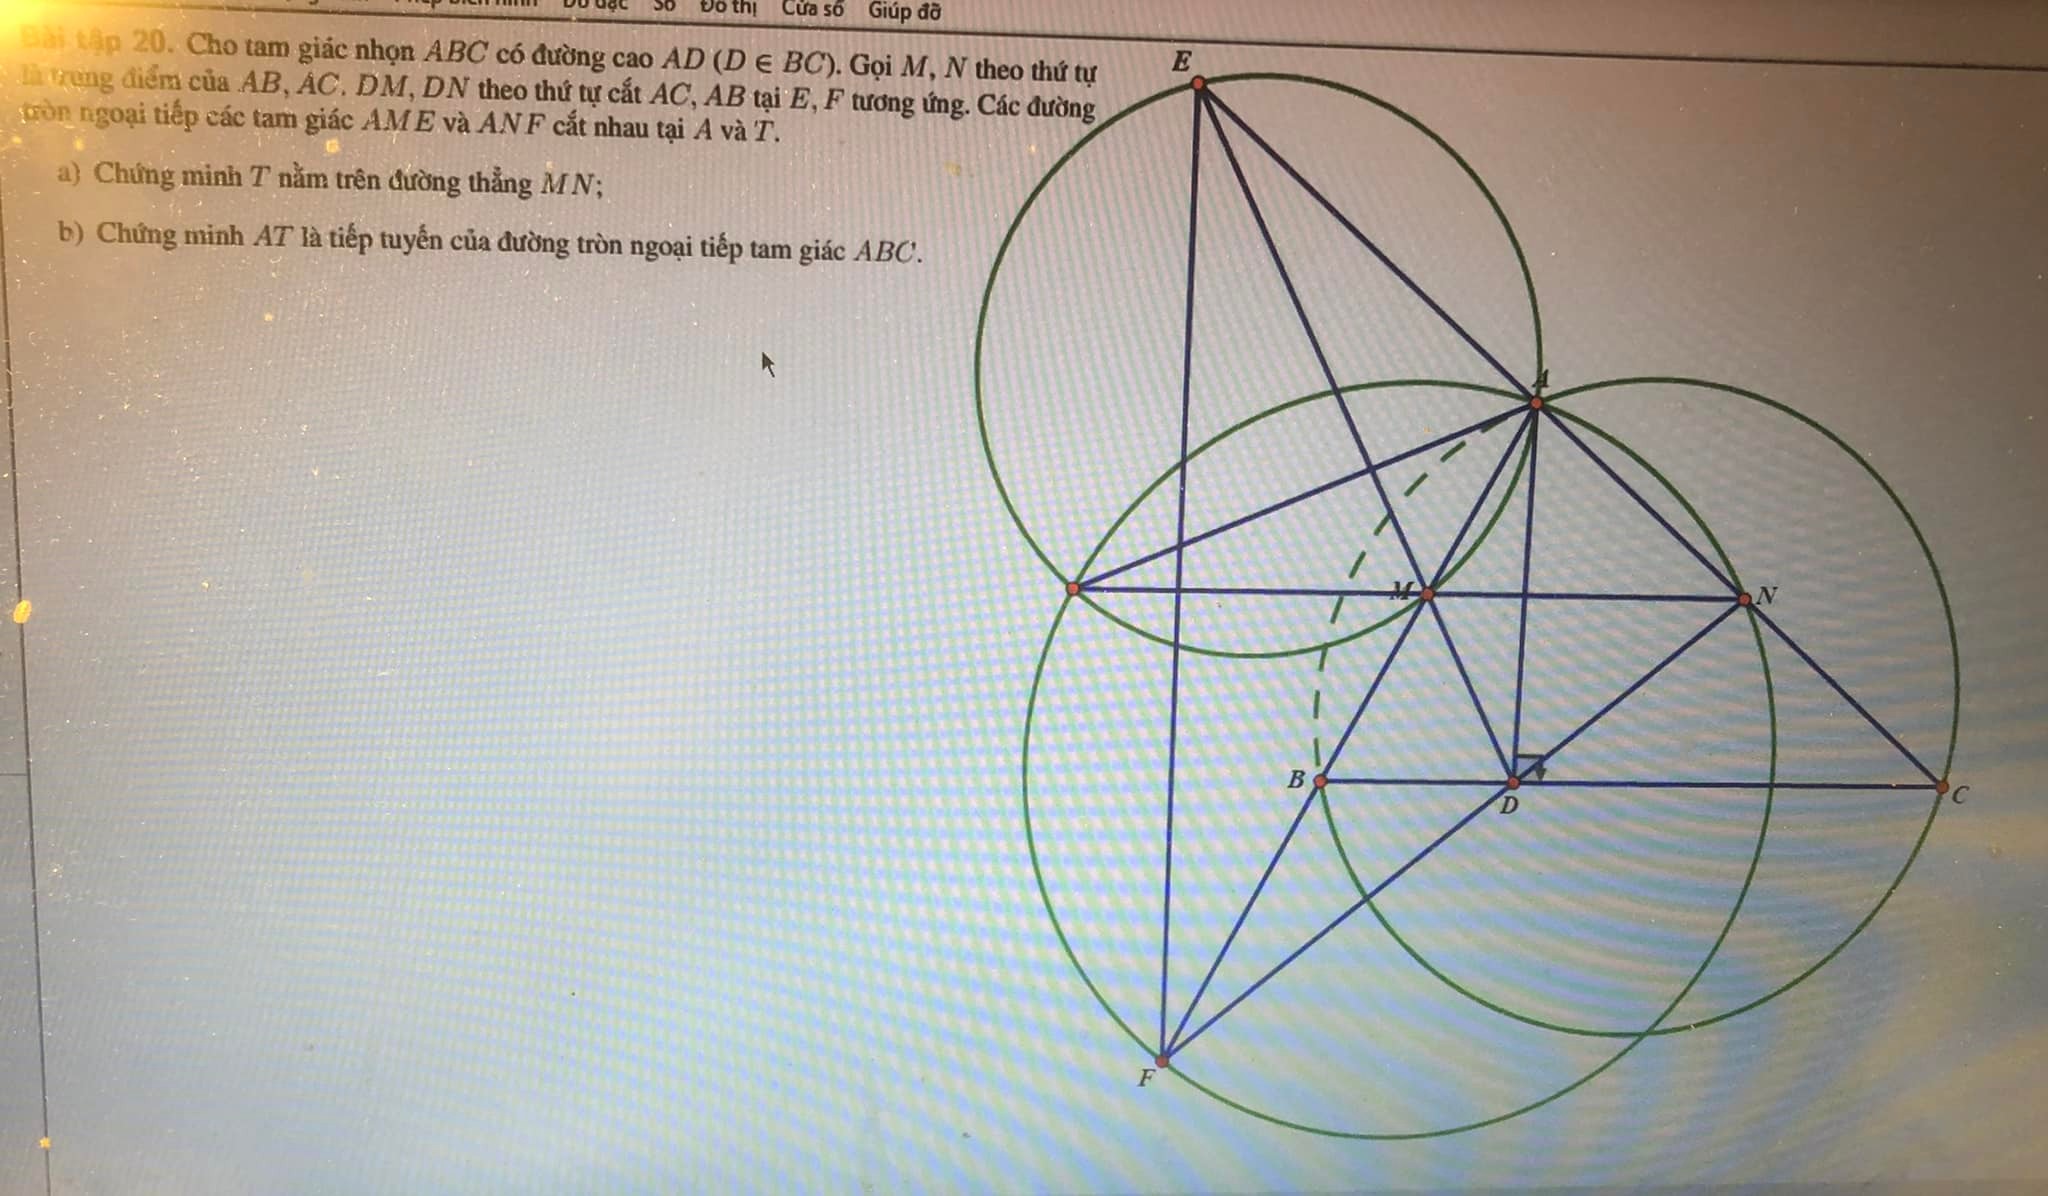 Đo đạc Số Đồ thị Cửa sổ Giúp đỡ
Bài tập 20. Cho tam giác nhọn ABC có đường cao AD (D ∈ BC). Gọi M, N theo thứ tự
là trung điểm của AB, AC. DM, DN theo thứ tự cắt AC, AB tại E, F tương ứng. Các đường
tròn ngoại tiếp các tam giác AME và ANF cắt nhau tại A và T.
a) Chứng minh T nằm trên đường thẳng MN;
b) Chứng minh AT là tiếp tuyến của đường tròn ngoại tiếp tam giác ABC.
E
A
M
N
B
D
C
F